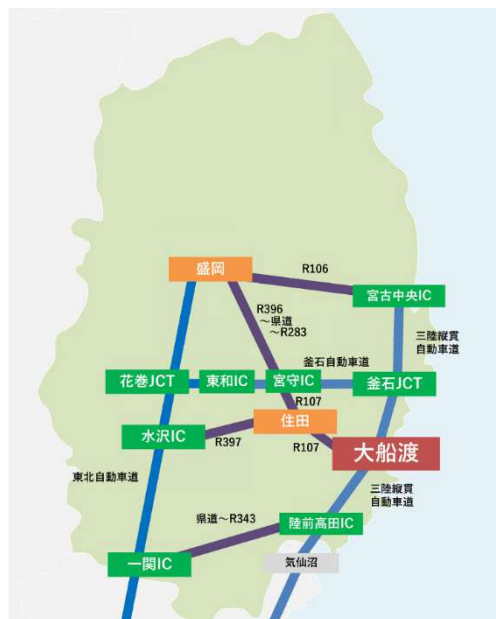 盛岡
R106
宮古中央IC
R396
～県道
～R283
三陸縦貫
自動車道
釜石自動車道
花巻JCT
東和IC
宮守IC
釜石JCT
R107
住田
水沢IC
R397
R107
大船渡
東北自動車道
三陸縦貫
自動車道
県道～R343
陸前高田IC
一関IC
気仙沼